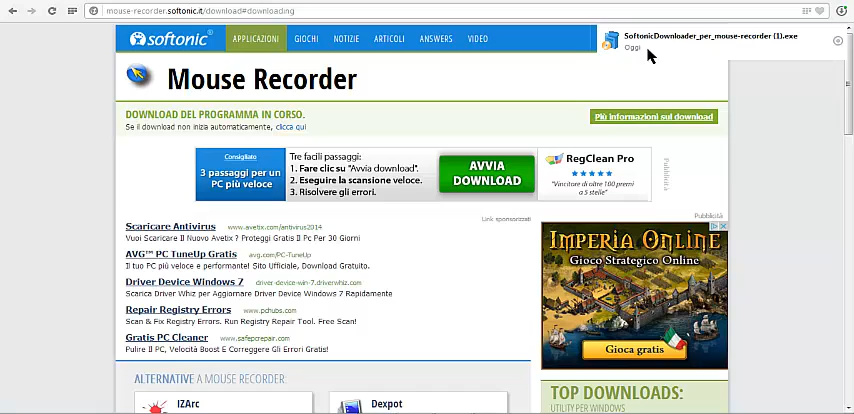 mouse-recorder.softonic.it/download#downloading
softonic
APPLICAZIONI
GIOCHI
NOTIZIE
ARTICOLI
ANSWERS
VIDEO
SoftonicDownloader_per_mouse-recorder (1).exe
Oggi
Mouse Recorder
DOWNLOAD DEL PROGRAMMA IN CORSO.
Se il download non inizia automaticamente, clicca qui
Più informazioni sul download
Consigliato
3 passaggi per un
PC più veloce
Tre facili passaggi:
1. Fare clic su "Avvia download".
2. Eseguire la scansione veloce.
3. Risolvere gli errori.
AVVIA
DOWNLOAD
RegClean Pro
"Vincitore di oltre 100 premi
a 5 stelle"
Pubblicità
Link sponsorizzati
Scaricare Antivirus www.avetix.com/antivirus2014
Vuoi Scaricare Il Nuovo Avetix ? Proteggi Gratis Il Pc Per 30 Giorni
AVG™ PC TuneUp Gratis avg.com/PC-TuneUp
Il tuo PC più veloce e performante! Sito Ufficiale, Download Gratuito.
Driver Device Windows 7 driver-device-win-7.driverwhiz.com
Scarica Driver Whiz per Aggiornare Driver Device Windows 7 Rapidamente
Repair Registry Errors www.pchubs.com
Scan & Fix Registry Errors. Run Registry Repair Tool. Free Scan!
Gratis PC Cleaner www.safepcrepair.com
Pulire Il PC, Velocità Boost E Correggere Gli Errori Gratis!
Pubblicità
IMPERIA ONLINE
Gioco Strategico Online
Gioca gratis
ALTERNATIVE A MOUSE RECORDER:
IZArc
Dexpot
TOP DOWNLOADS:
UTILITY PER WINDOWS